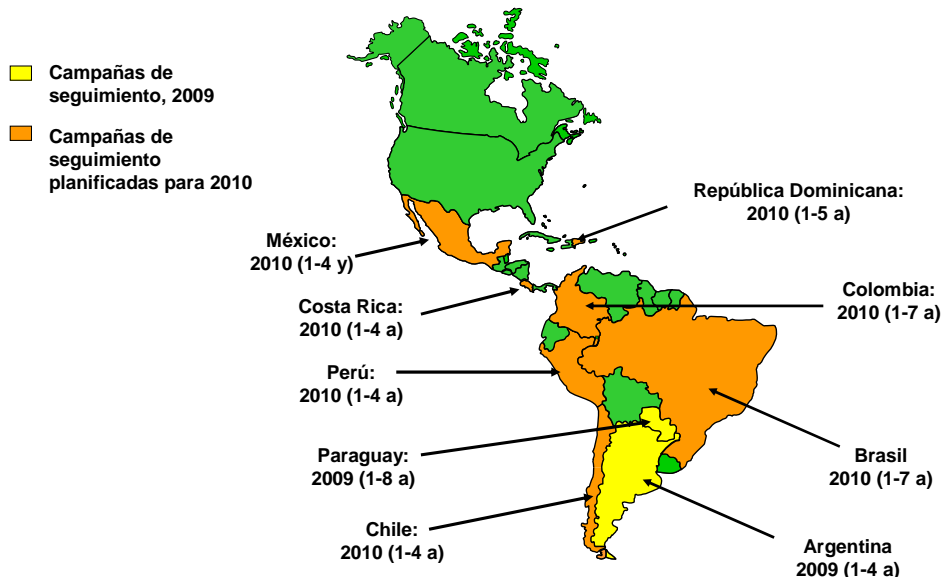 Campañas de
seguimiento, 2009
Campañas de
seguimiento
planificadas para 2010
República Dominicana:
2010 (1-5 a)
México:
2010 (1-4 y)
Colombia:
2010 (1-7 a)
Costa Rica:
2010 (1-4 a)
Perú:
2010 (1-4 a)
Paraguay:
2009 (1-8 a)
Brasil
2010 (1-7 a)
Chile:
2010 (1-4 a)
Argentina
2009 (1-4 a)